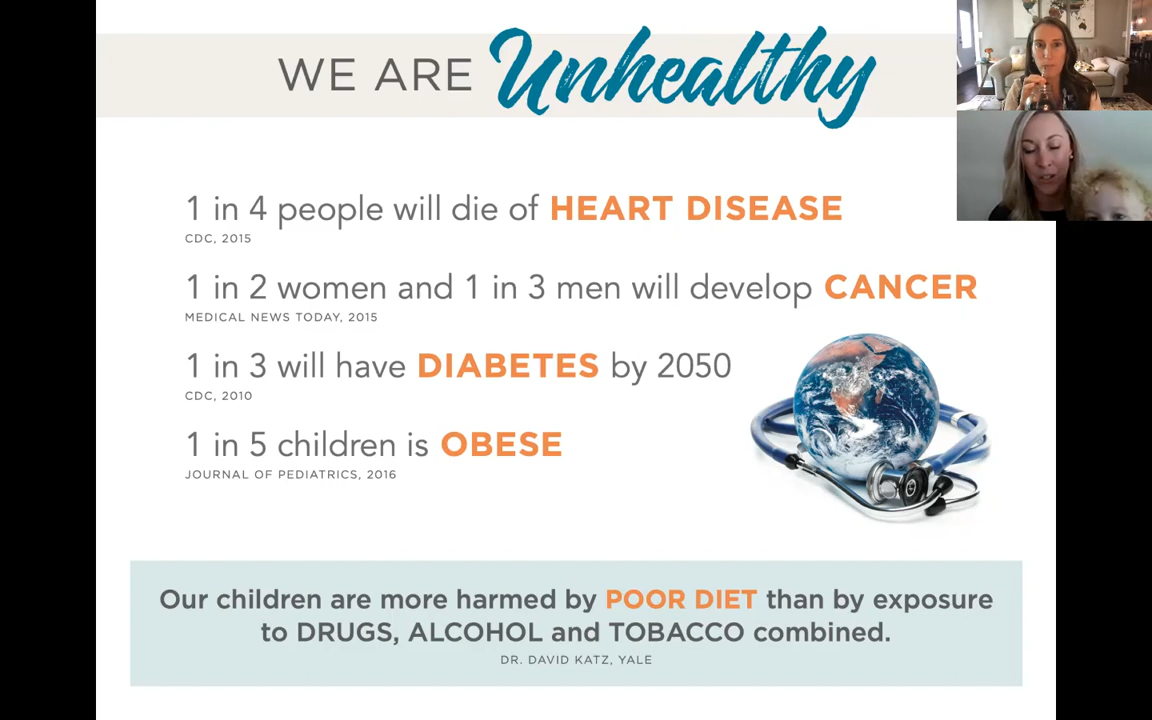 WE ARE Unhealthy
1 in 4 people will die of HEART DISEASE
CDC, 2015
1 in 2 women and 1 in 3 men will develop CANCER
MEDICAL NEWS TODAY, 2015
1 in 3 will have DIABETES by 2050
CDC, 2010
1 in 5 children is OBESE
JOURNAL OF PEDIATRICS, 2016
Our children are more harmed by POOR DIET than by exposure
to DRUGS, ALCOHOL and TOBACCO combined.
DR. DAVID KATZ, YALE